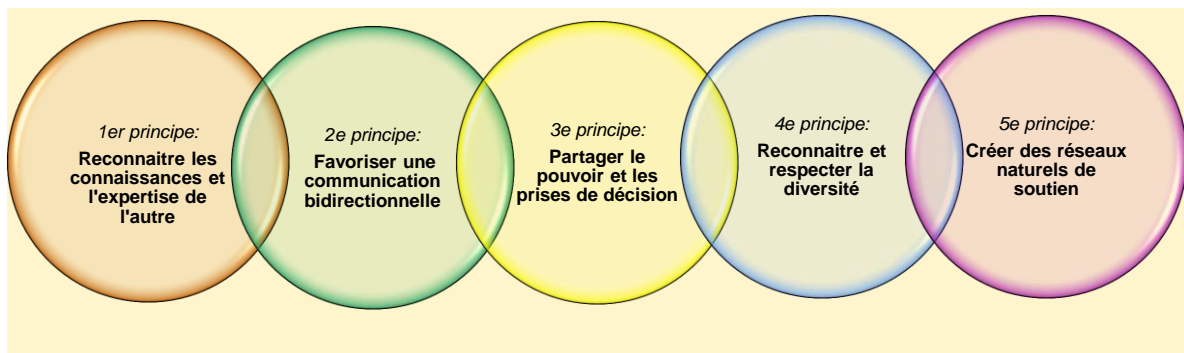 1er principe:
Reconnaitre les
connaissances et
l'expertise de
l'autre
2e principe:
Favoriser une
communication
bidirectionnelle
3e principe:
Partager le
pouvoir et les
prises de décision
4e principe:
Reconnaitre et
respecter la
diversité
5e principe:
Créer des réseaux
naturels de
soutien